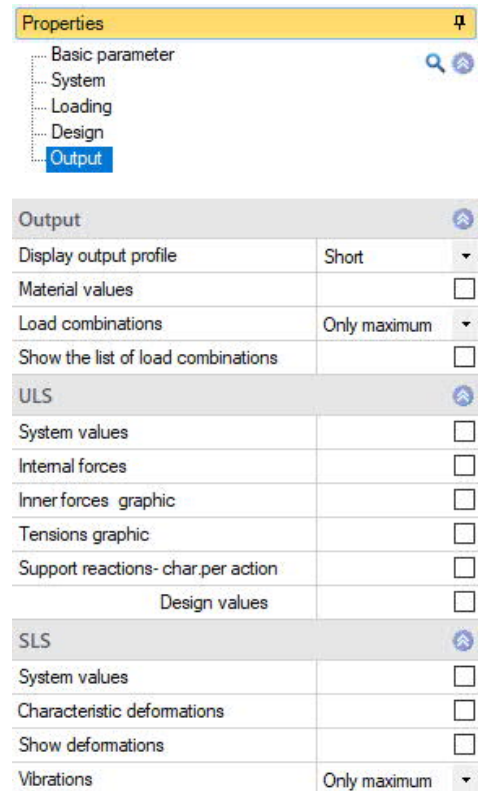 Properties
Basic parameter
System
Loading
Design
Output
Output
Display output profile Short
Material values
Load combinations Only maximum
Show the list of load combinations
ULS
System values
Internal forces
Inner forces graphic
Tensions graphic
Support reactions- char.per action
Design values
SLS
System values
Characteristic deformations
Show deformations
Vibrations Only maximum